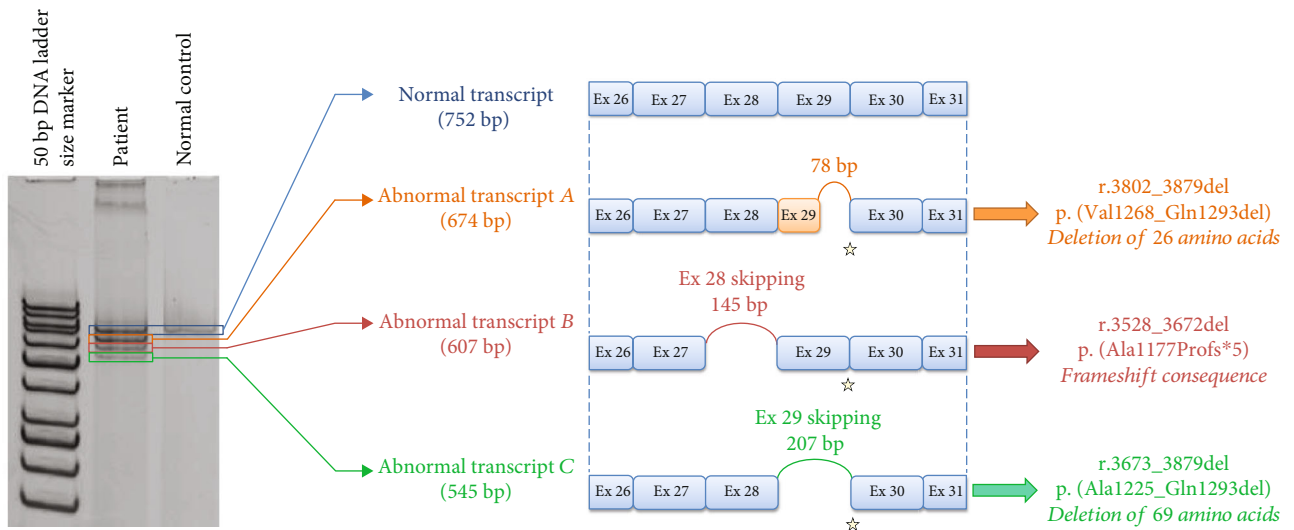 50 bp DNA ladder
size marker
Patient
Normal control
Normal transcript
(752 bp)
Ex 26 Ex 27 Ex 28 Ex 29 Ex 30 Ex 31
78 bp
Abnormal transcript A
(674 bp)
Ex 26 Ex 27 Ex 28 Ex 29 Ex 30 Ex 31
r.3802_3879del
p. (Val1268_Gln1293del)
Deletion of 26 amino acids
Ex 28 skipping
145 bp
Abnormal transcript B
(607 bp)
Ex 26 Ex 27 Ex 29 Ex 30 Ex 31
r.3528_3672del
p. (Ala1177Profs*5)
Frameshift consequence
Ex 29 skipping
207 bp
Abnormal transcript C
(545 bp)
Ex 26 Ex 27 Ex 28 Ex 30 Ex 31
r.3673_3879del
p. (Ala1225_Gln1293del)
Deletion of 69 amino acids